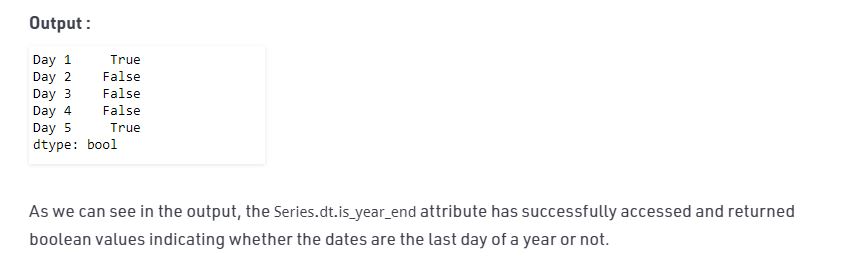 Output :
Day 1     True
Day 2    False
Day 3    False
Day 4    False
Day 5     True
dtype: bool
As we can see in the output, the Series.dt.is_year_end attribute has successfully accessed and returned
boolean values indicating whether the dates are the last day of a year or not.